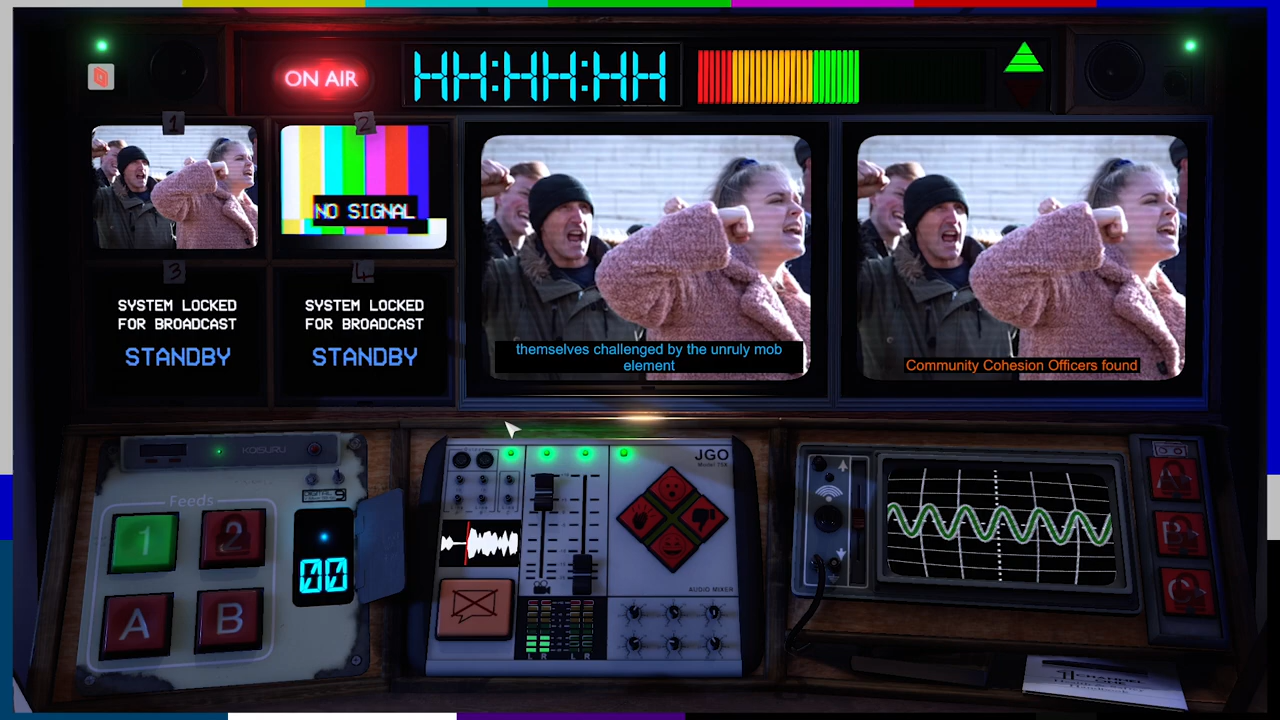 ON AIR
HH:HH:HH
1
2
NO SIGNAL
3
4
SYSTEM LOCKED
FOR BROADCAST
STANDBY
SYSTEM LOCKED
FOR BROADCAST
STANDBY
themselves challenged by the unruly mob
element
Community Cohesion Officers found
KOISURU
Feeds
1
2
A
B
00
JGO
AUDIO MIXER
L R L R
A
B
C
CHANNEL